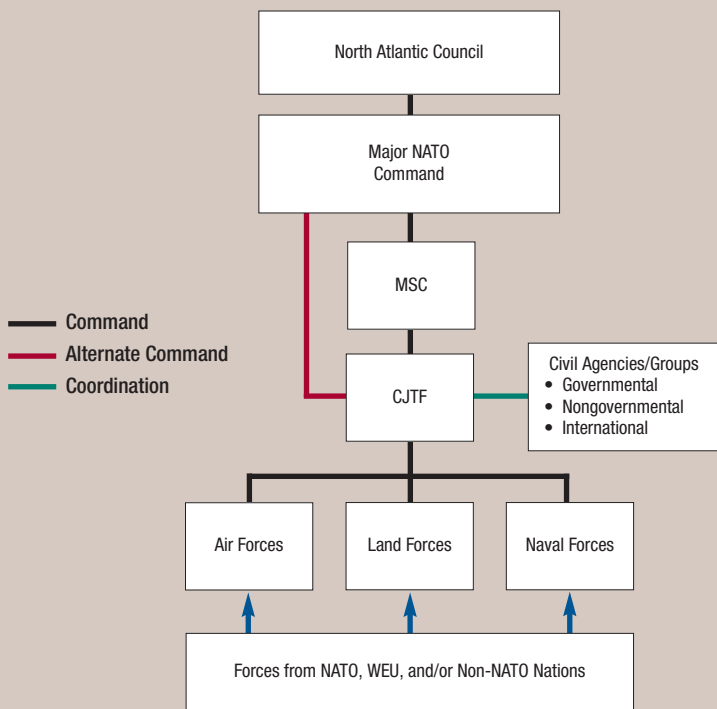 North Atlantic Council
Major NATO
Command
MSC
Command
Alternate Command
Coordination
CJTF
Civil Agencies/Groups
• Governmental
• Nongovernmental
• International
Air Forces
Land Forces
Naval Forces
Forces from NATO, WEU, and/or Non-NATO Nations